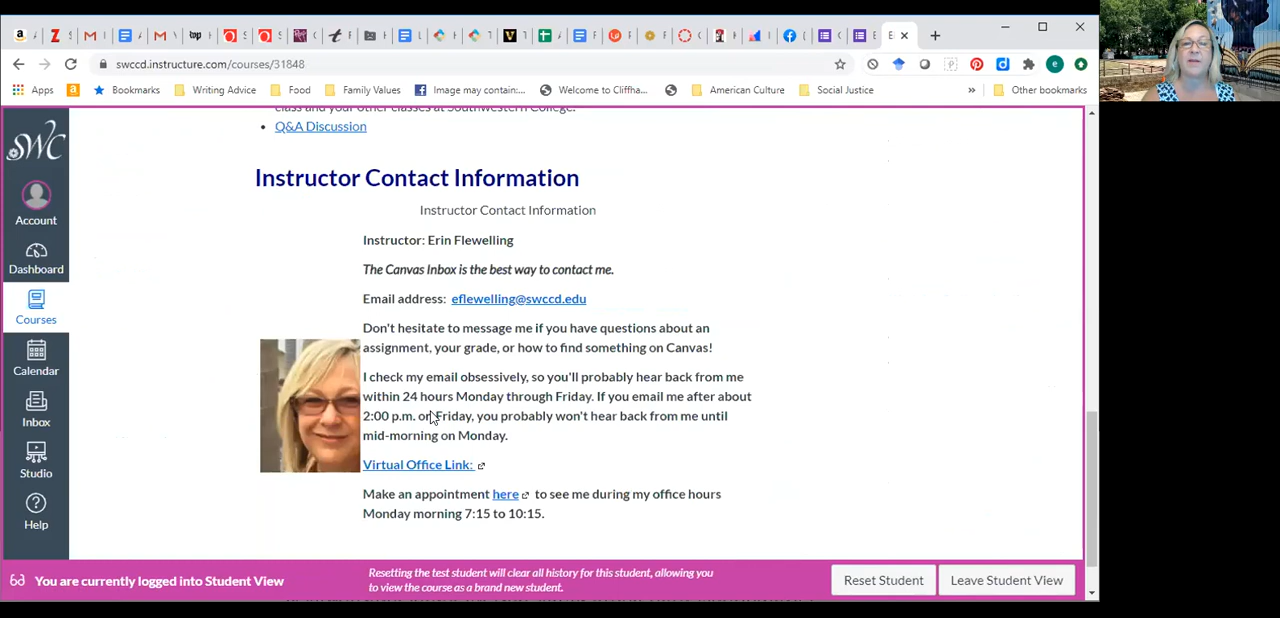 swccd.instructure.com/courses/31848
Apps
Bookmarks
Writing Advice
Food
Family Values
Image may contain:...
Welcome to Cliffha...
American Culture
Social Justice
»
Other bookmarks
class and your other classes at Southwestern College.
• Q&A Discussion
SWC
Account
Dashboard
Courses
Calendar
Inbox
Studio
Help
Instructor Contact Information
Instructor Contact Information
Instructor: Erin Flewelling
The Canvas Inbox is the best way to contact me.
Email address: eflewelling@swccd.edu
Don't hesitate to message me if you have questions about an
assignment, your grade, or how to find something on Canvas!
I check my email obsessively, so you'll probably hear back from me
within 24 hours Monday through Friday. If you email me after about
2:00 p.m. on Friday, you probably won't hear back from me until
mid-morning on Monday.
Virtual Office Link:
Make an appointment here to see me during my office hours
Monday morning 7:15 to 10:15.
You are currently logged into Student View
Resetting the test student will clear all history for this student, allowing you
to view the course as a brand new student.
Reset Student
Leave Student View